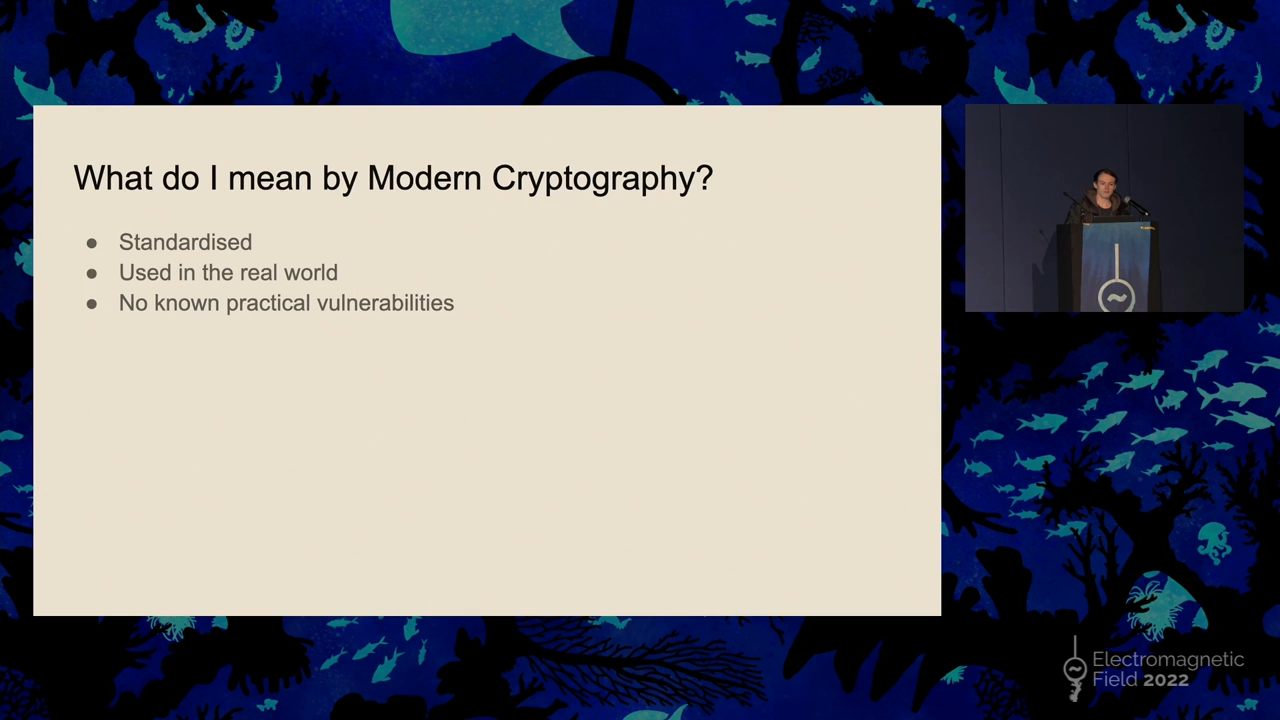 What do I mean by Modern Cryptography?
● Standardised
● Used in the real world
● No known practical vulnerabilities
Electromagnetic
Field 2022